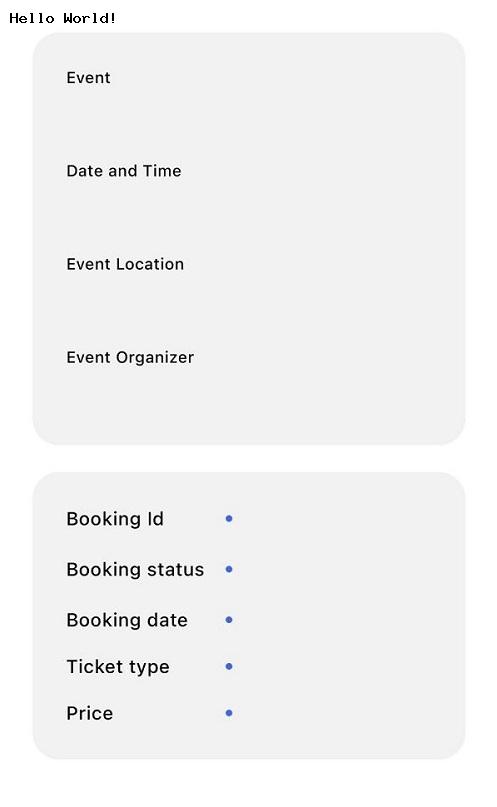 Hello World!
Event
Date and Time
Event Location
Event Organizer
Booking Id
Booking status
Booking date
Ticket type
Price